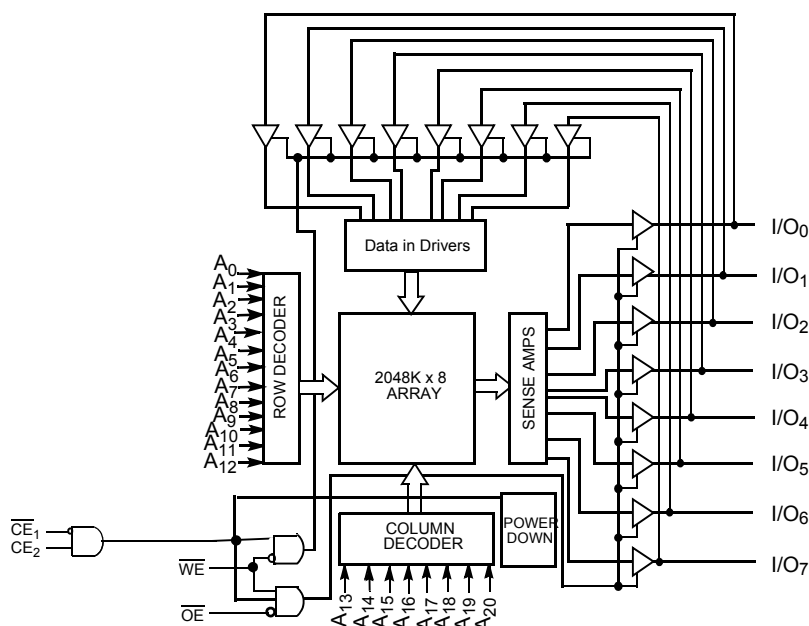 Data in Drivers
I/O0
I/O1
I/O2
I/O3
I/O4
I/O5
I/O6
I/O7
A0
A1
A2
A3
A4
A5
A6
A7
A8
A9
A10
A11
A12
ROW DECODER
2048K x 8
ARRAY
SENSE AMPS
CE1
CE2
WE
OE
COLUMN
DECODER
POWER
DOWN
A13
A14
A15
A16
A17
A18
A19
A20